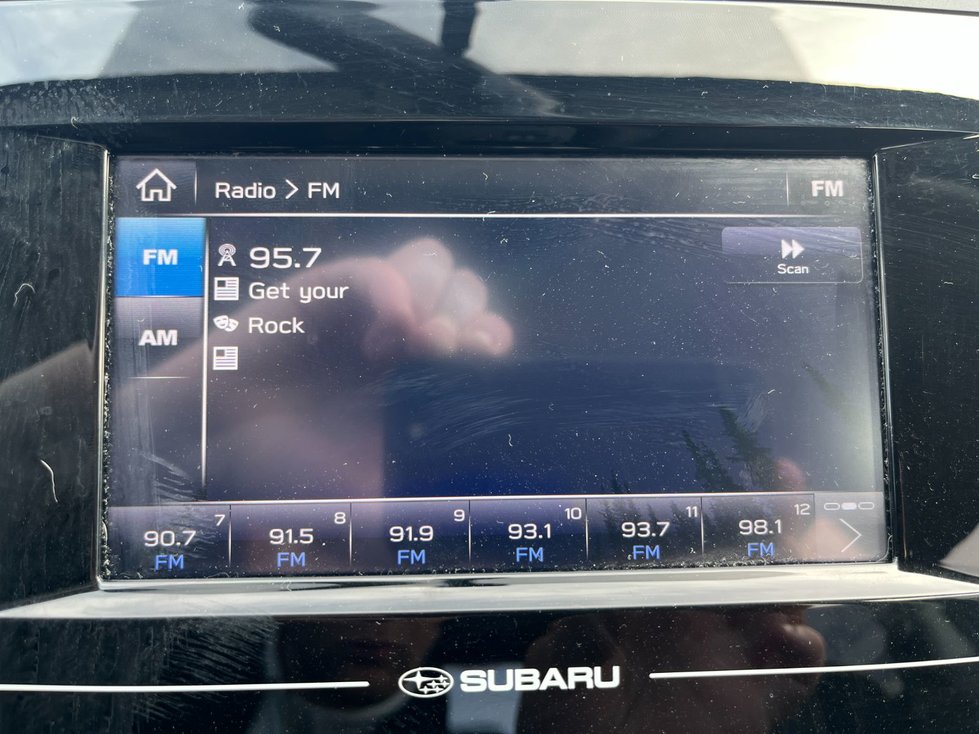 Radio > FM
FM
FM
95.7
Scan
Get your
AM
Rock
7
8
9
10
11
12
90.7
91.5
91.9
93.1
93.7
98.1
FM
FM
FM
FM
FM
FM
SUBARU